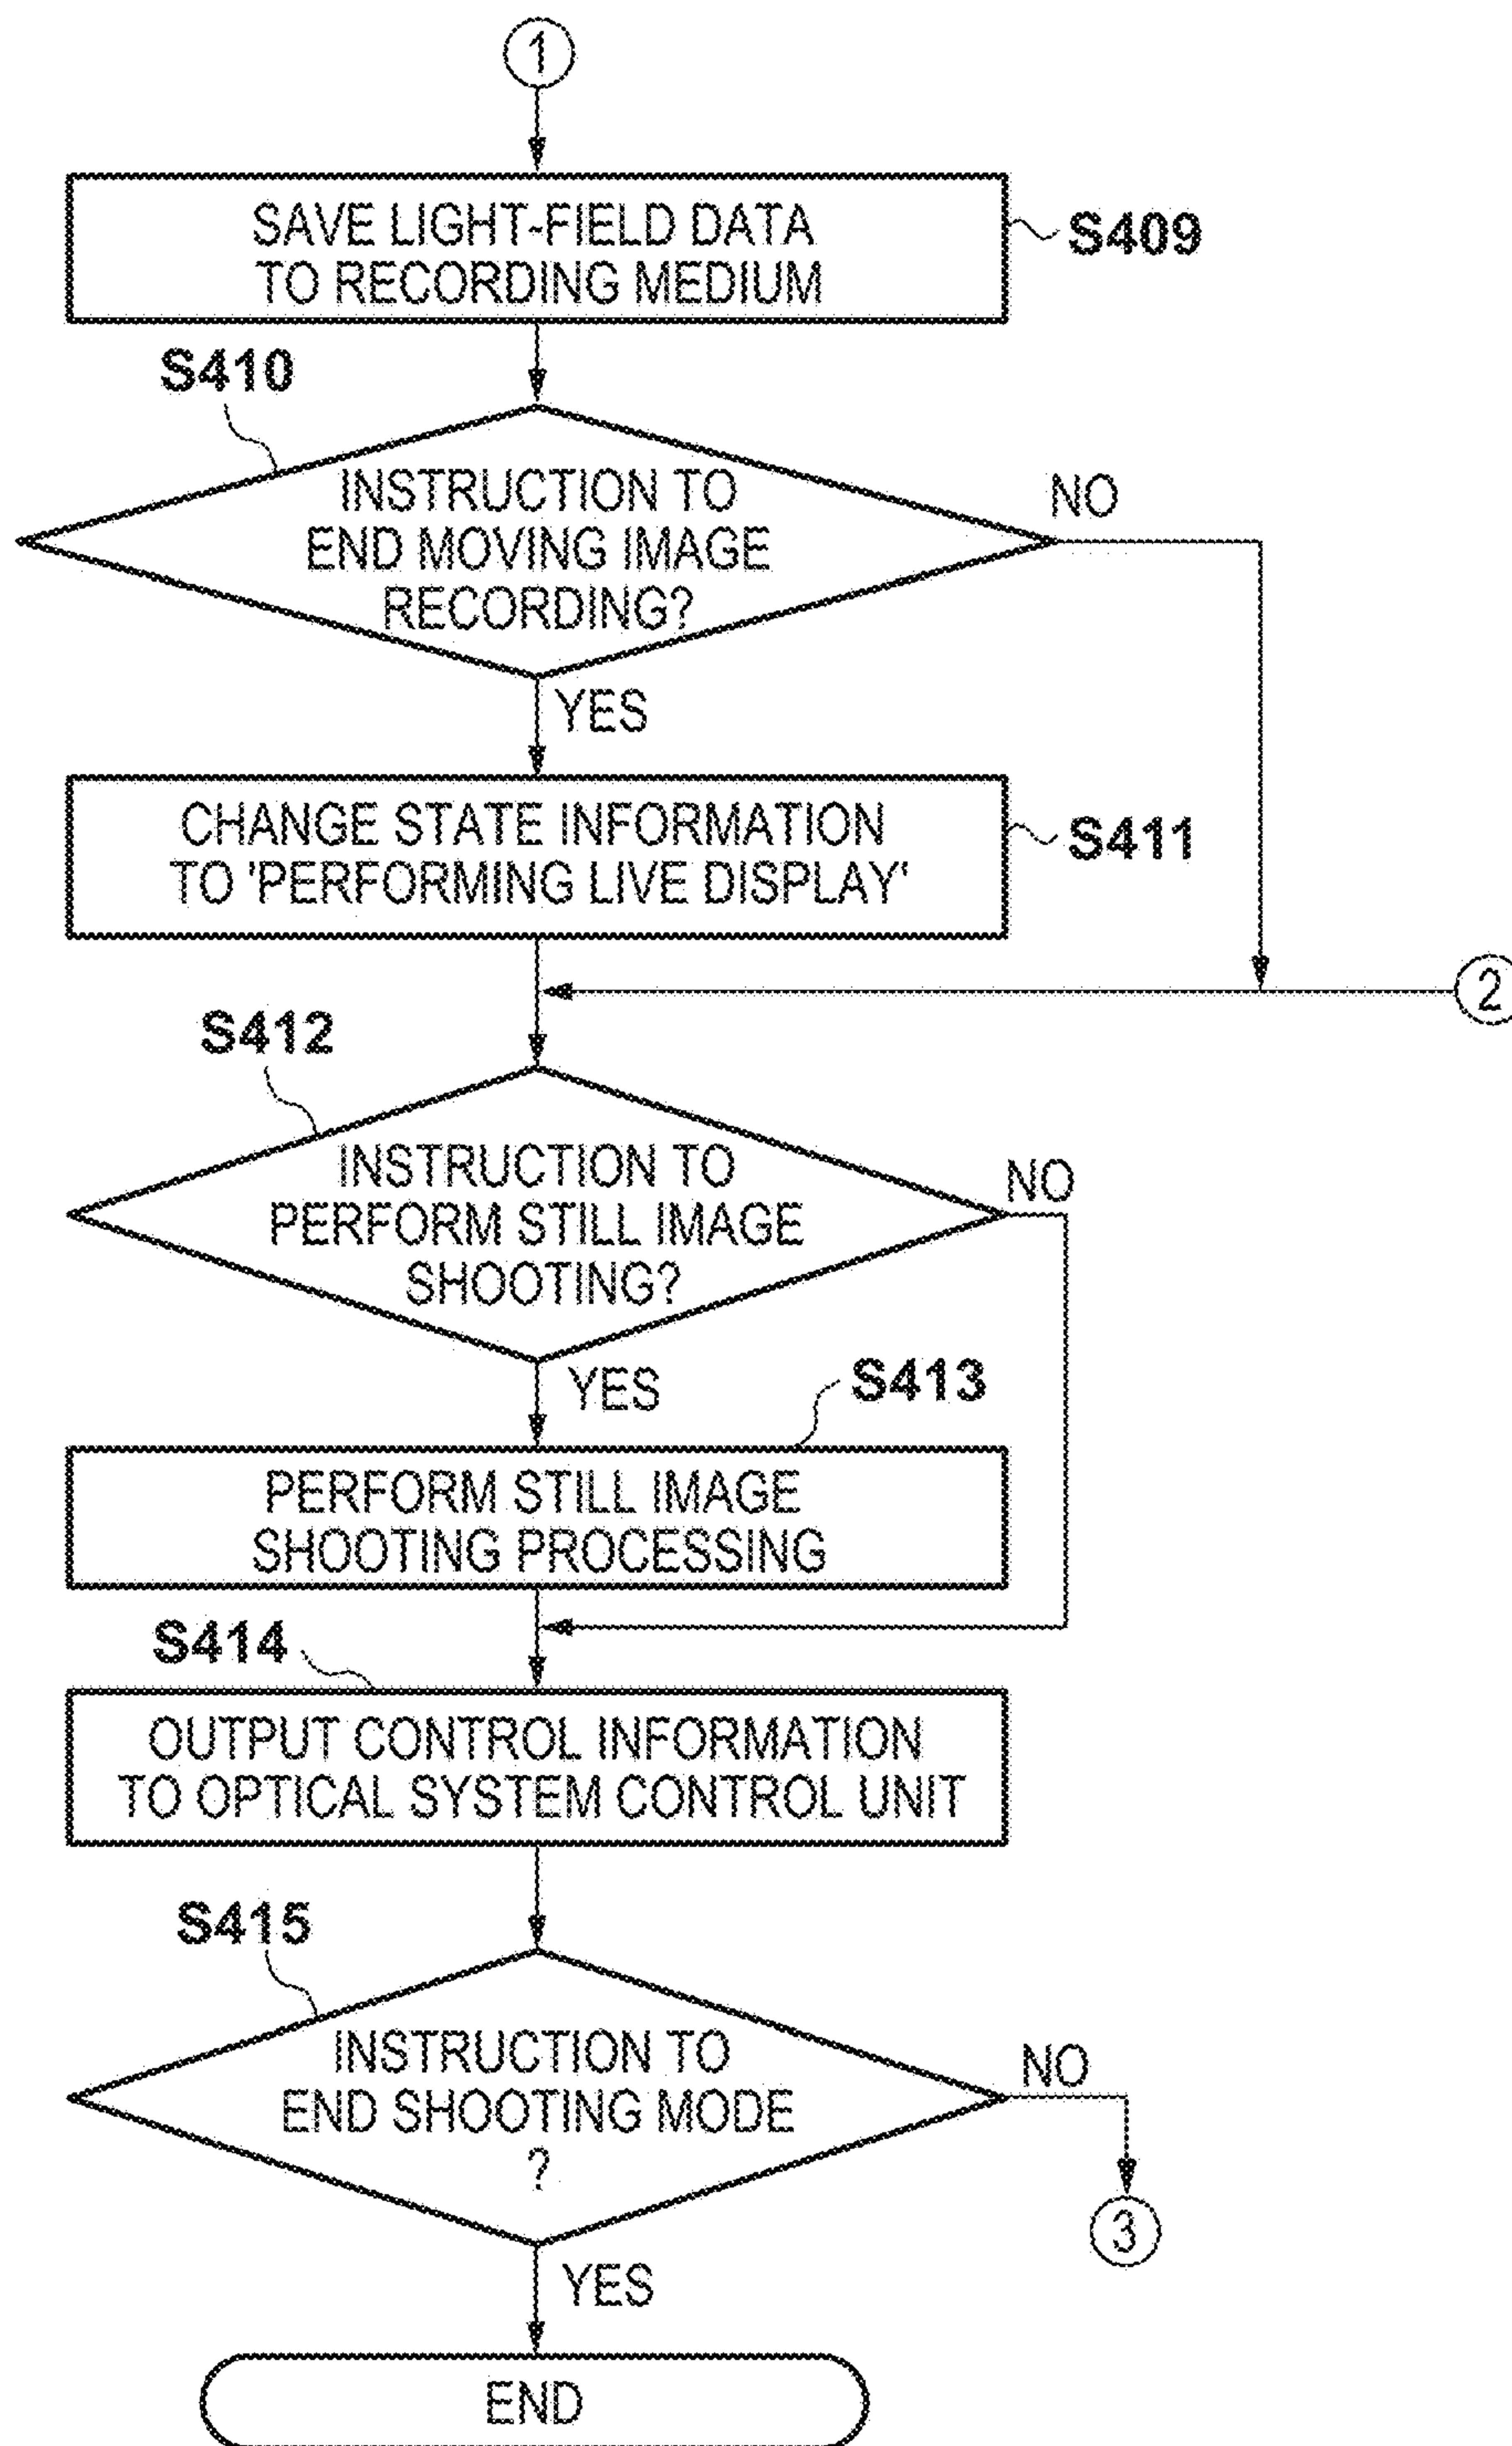 1
SAVE LIGHT-FIELD DATA
TO RECORDING MEDIUM
S409
S410
INSTRUCTION TO
END MOVING IMAGE
RECORDING?
NO
YES
CHANGE STATE INFORMATION
TO 'PERFORMING LIVE DISPLAY'
S411
2
S412
INSTRUCTION TO
PERFORM STILL IMAGE
SHOOTING?
NO
YES
S413
PERFORM STILL IMAGE
SHOOTING PROCESSING
S414
OUTPUT CONTROL INFORMATION
TO OPTICAL SYSTEM CONTROL UNIT
S415
INSTRUCTION TO
END SHOOTING MODE
?
NO
3
YES
END